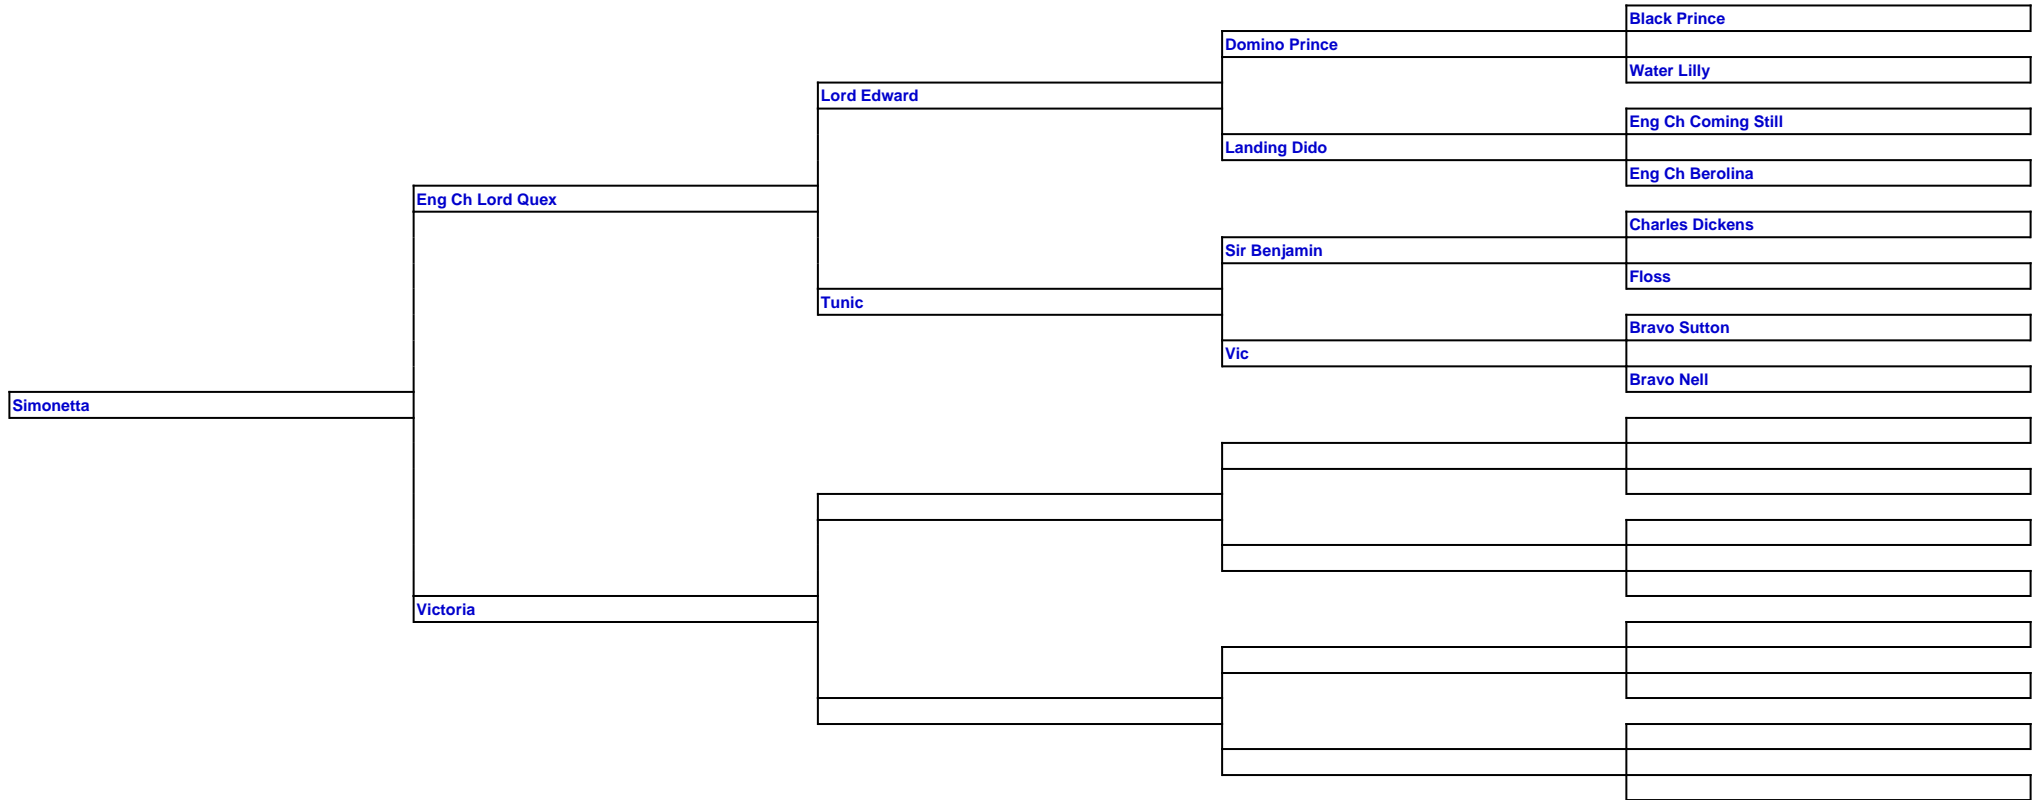 Black Prince
Domino Prince
Water Lilly
Lord Edward
Eng Ch Coming Still
Landing Dido
Eng Ch Berolina
Eng Ch Lord Quex
Charles Dickens
Sir Benjamin
Floss
Tunic
Bravo Sutton
Vic
Bravo Nell
Simonetta
Victoria